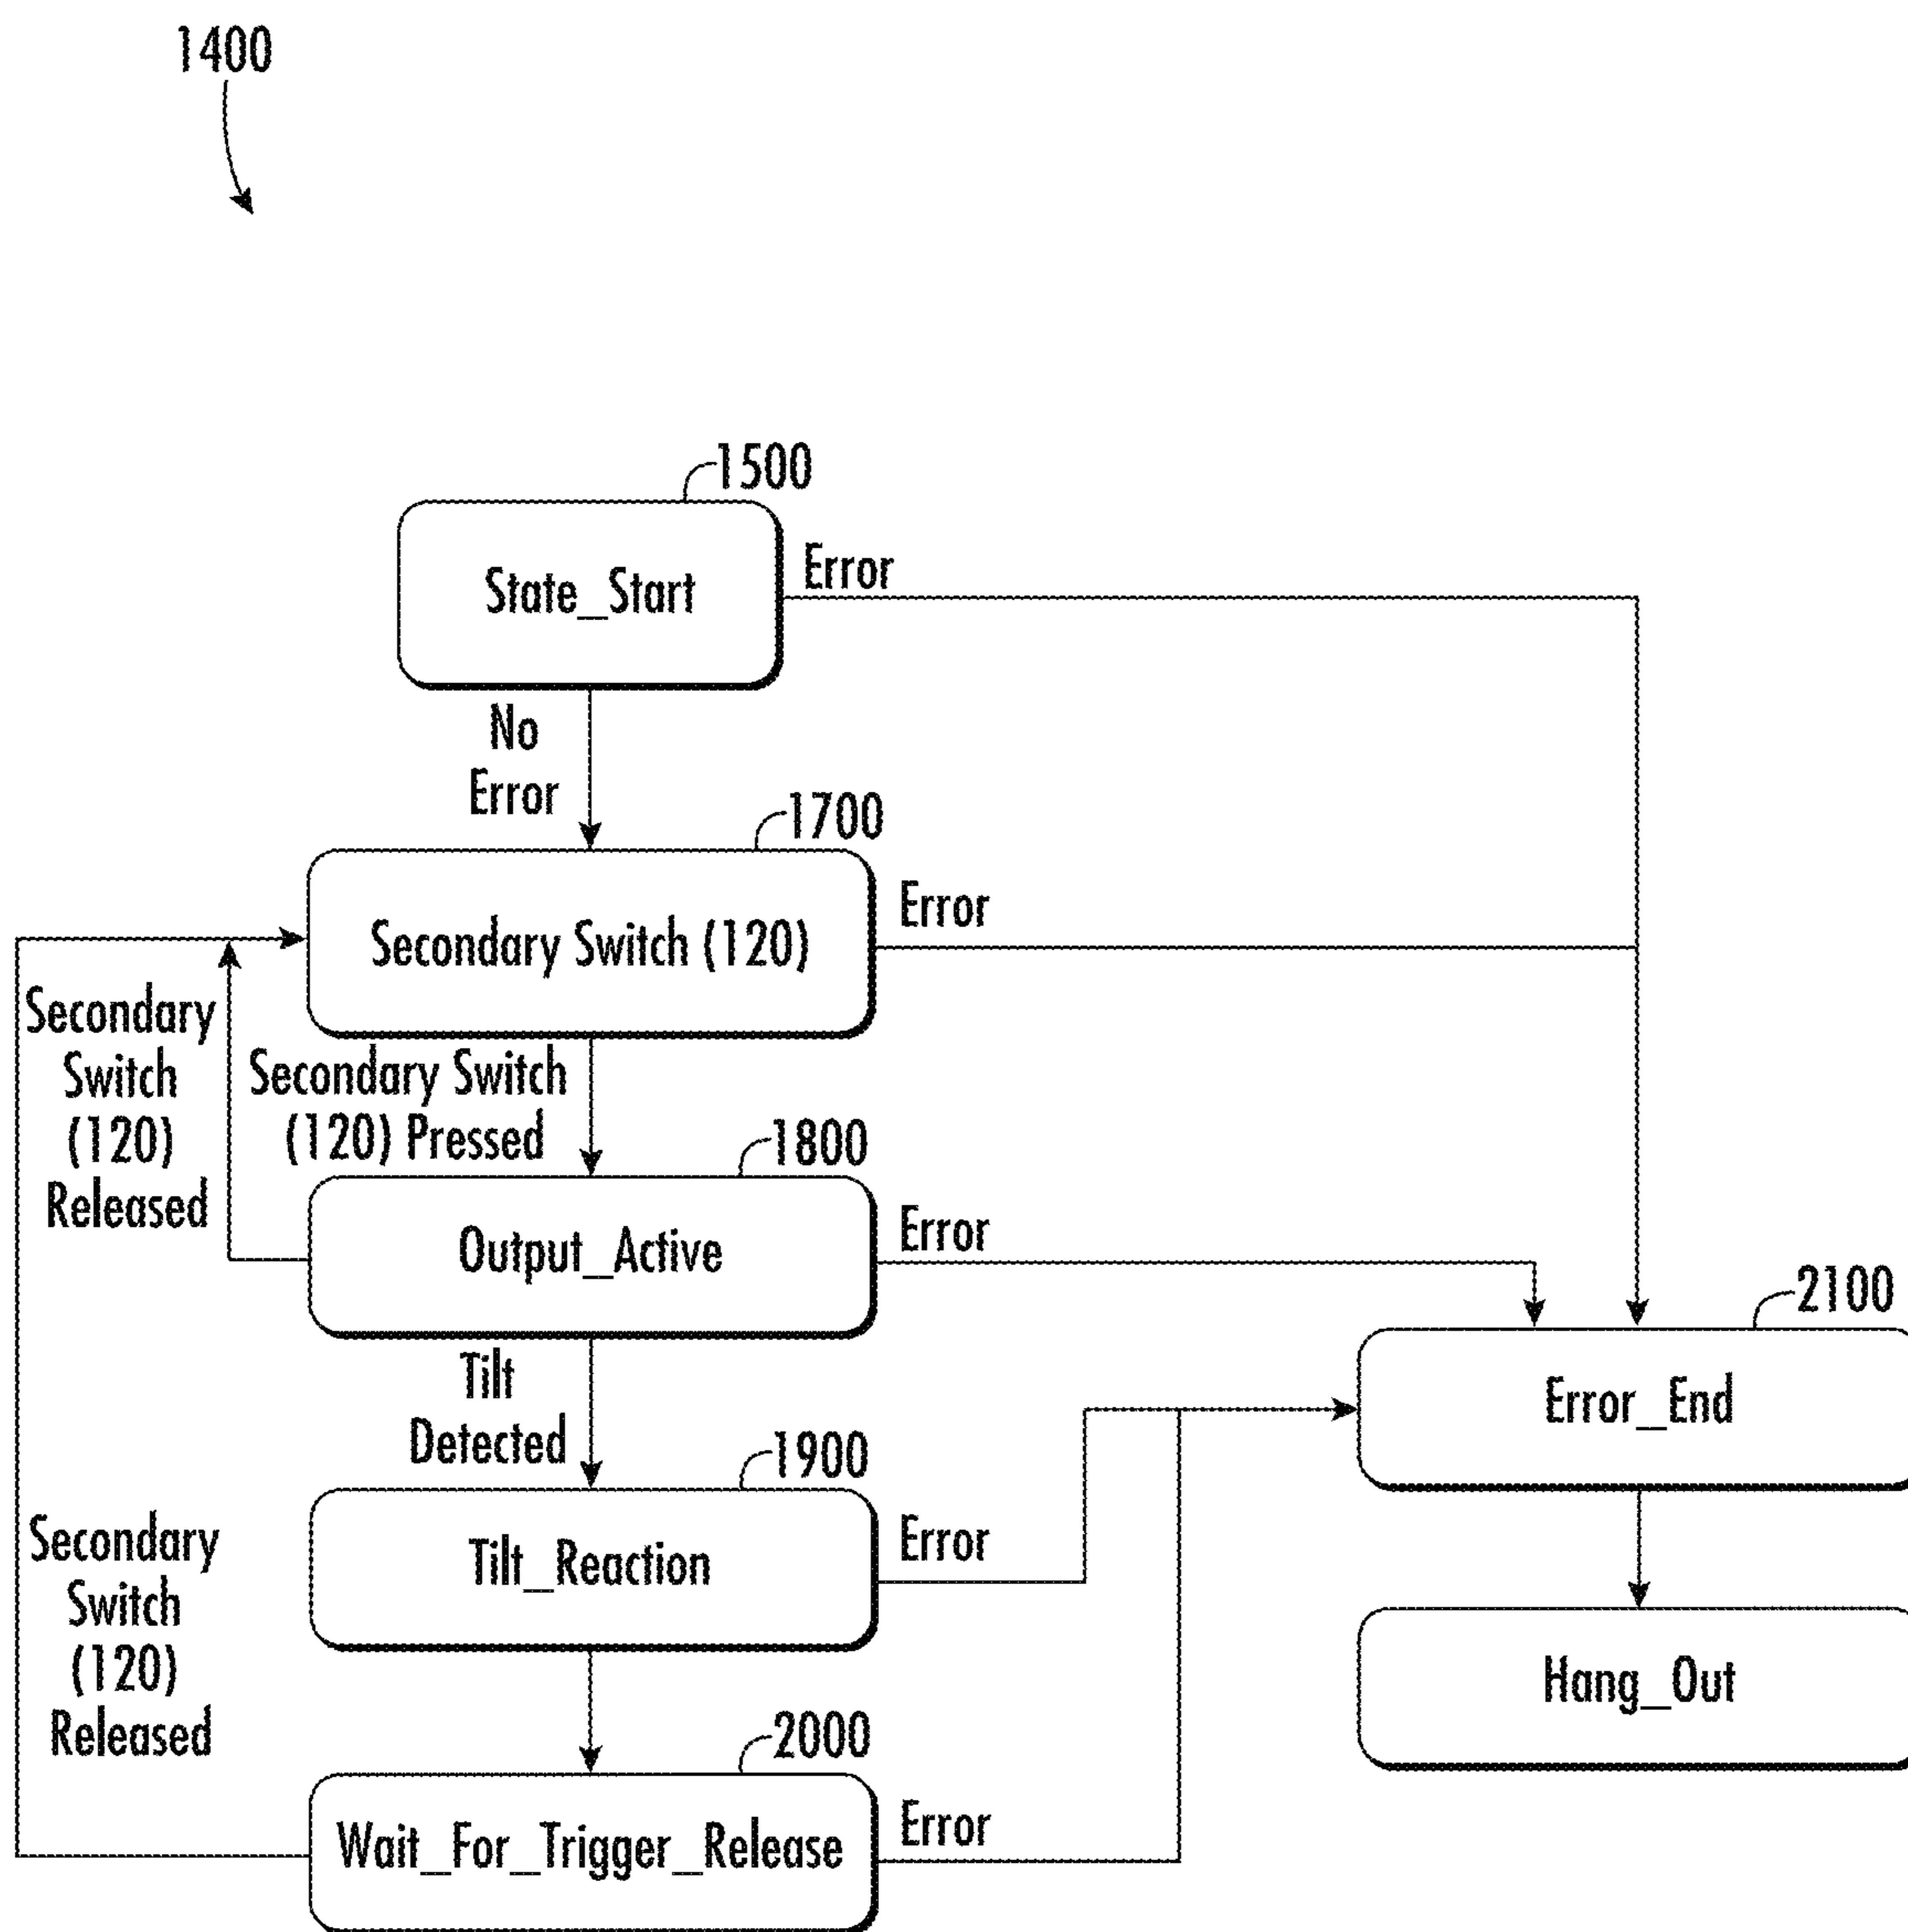 1400
1500
State_Start
Error
No
Error
1700
Secondary Switch (120)
Error
Secondary
Switch
(120)
Released
Secondary Switch
(120) Pressed
1800
Output_Active
Error
2100
Error_End
Tilt
Detected
1900
Tilt_Reaction
Error
Secondary
Switch
(120)
Released
Hang_Out
2000
Wait_For_Trigger_Release
Error